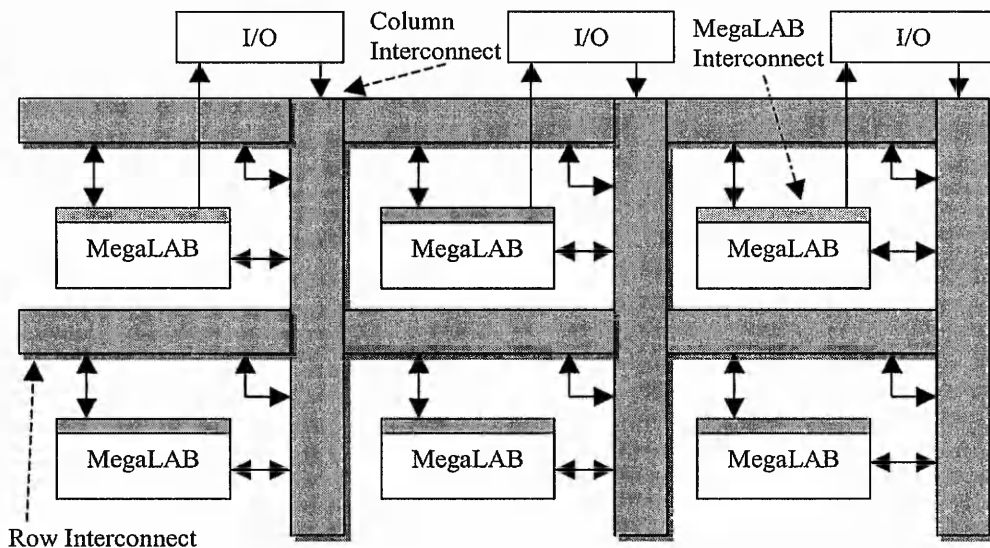 I/O
Column
Interconnect
I/O
MegaLAB
Interconnect
I/O
MegaLAB
MegaLAB
MegaLAB
MegaLAB
MegaLAB
MegaLAB
Row Interconnect